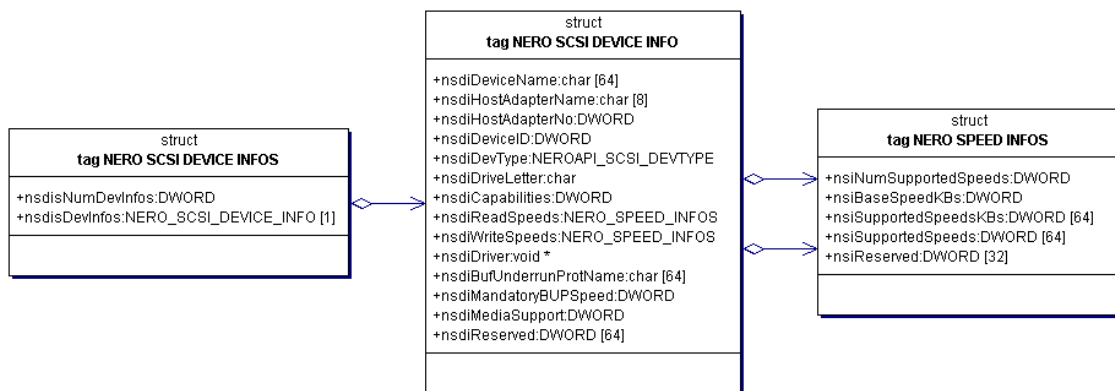 struct
tag NERO SCSI DEVICE INFOS
+nsdisNumDevInfos:DWORD
+nsdisDevInfos:NERO_SCSI_DEVICE_INFO [1]
struct
tag NERO SCSI DEVICE INFO
+nsdiDeviceName:char [64]
+nsdiHostAdapterName:char [8]
+nsdiHostAdapterNo:DWORD
+nsdiDeviceID:DWORD
+nsdiDevType:NEROAPI_SCSI_DEVTYPE
+nsdiDriveLetter:char
+nsdiCapabilities:DWORD
+nsdiReadSpeeds:NERO_SPEED_INFOS
+nsdiWriteSpeeds:NERO_SPEED_INFOS
+nsdiDriver:void *
+nsdiBufUnderrunProtName:char [64]
+nsdiMandatoryBUPSpeed:DWORD
+nsdiMediaSupport:DWORD
+nsdiReserved:DWORD [64]
struct
tag NERO SPEED INFOS
+nsiNumSupportedSpeeds:DWORD
+nsiBaseSpeedKBs:DWORD
+nsiSupportedSpeedsKBs:DWORD [64]
+nsiSupportedSpeeds:DWORD [64]
+nsiReserved:DWORD [32]